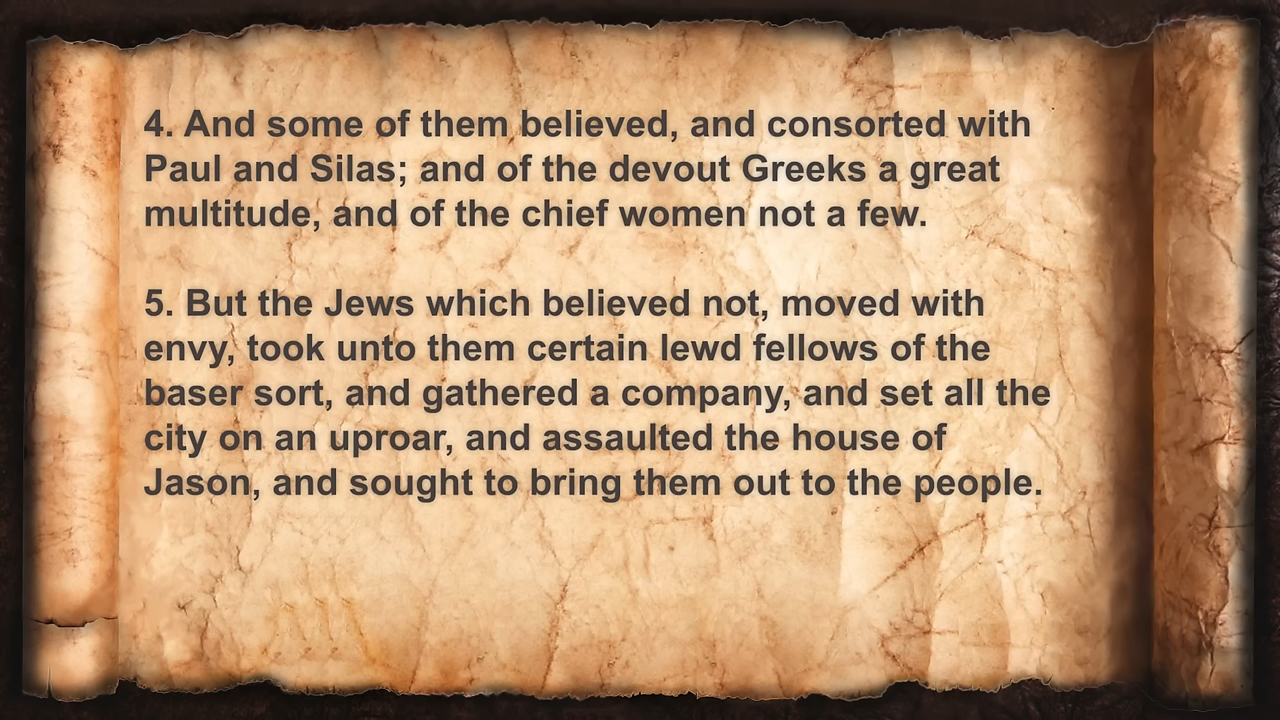 4. And some of them believed, and consorted with
Paul and Silas; and of the devout Greeks a great
multitude, and of the chief women not a few.
5. But the Jews which believed not, moved with
envy, took unto them certain lewd fellows of the
baser sort, and gathered a company, and set all the
city on an uproar, and assaulted the house of
Jason, and sought to bring them out to the people.